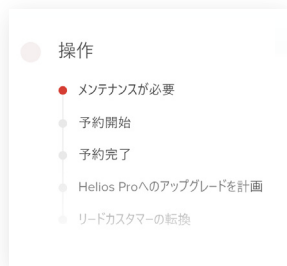 操作
メンテナンスが必要
予約開始
予約完了
Helios Proへのアップグレードを計画
リードカスタマーの転換